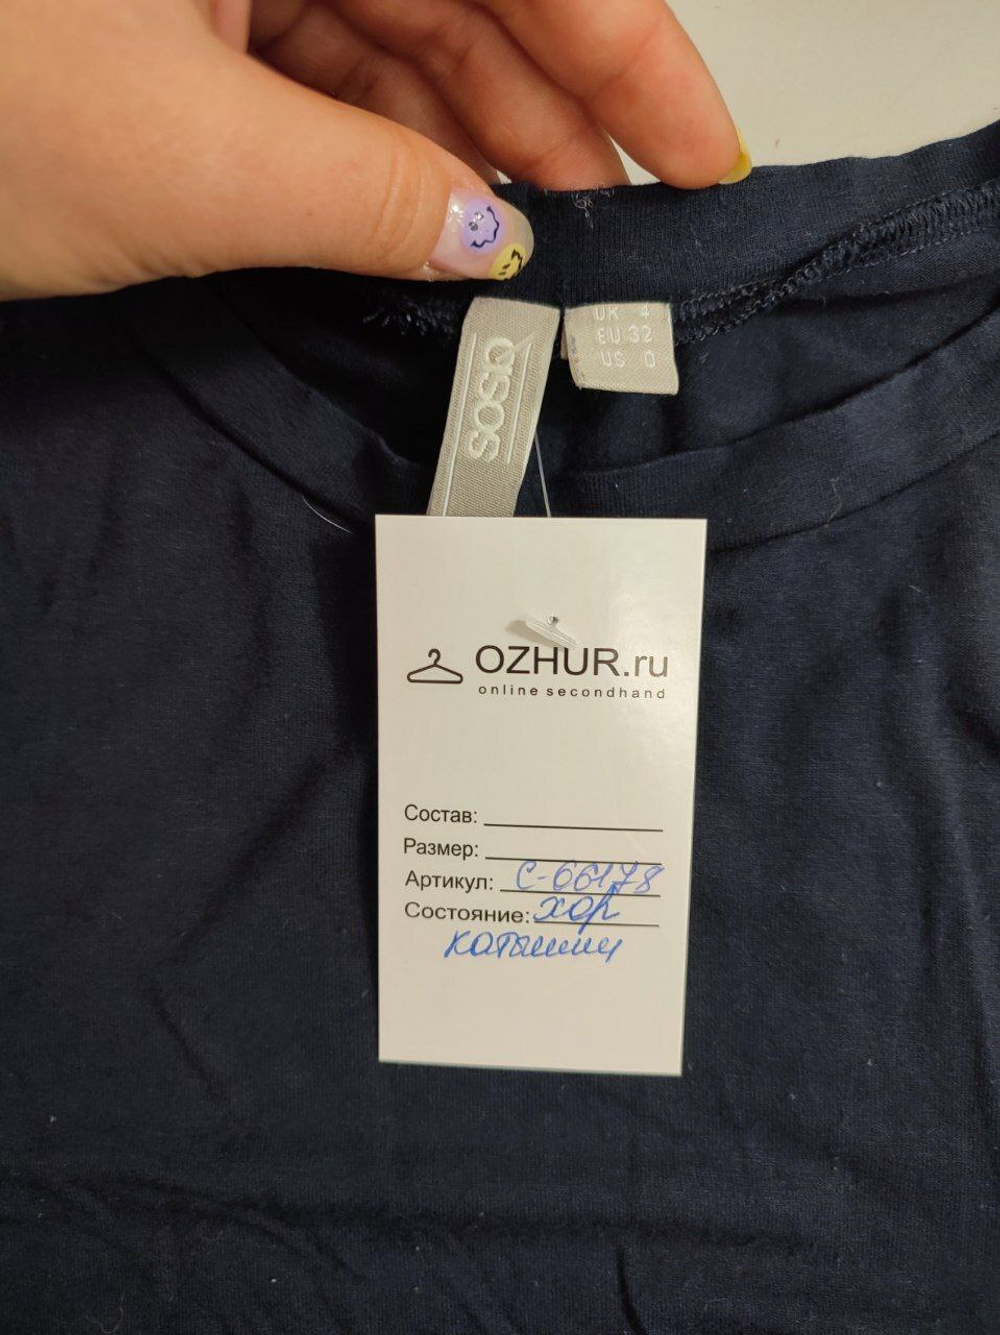 asos
UK 4
EU 32
US 0
OZHUR.ru
online secondhand
Состав:
Размер:
Артикул: С-66178
Состояние: хор
катышки